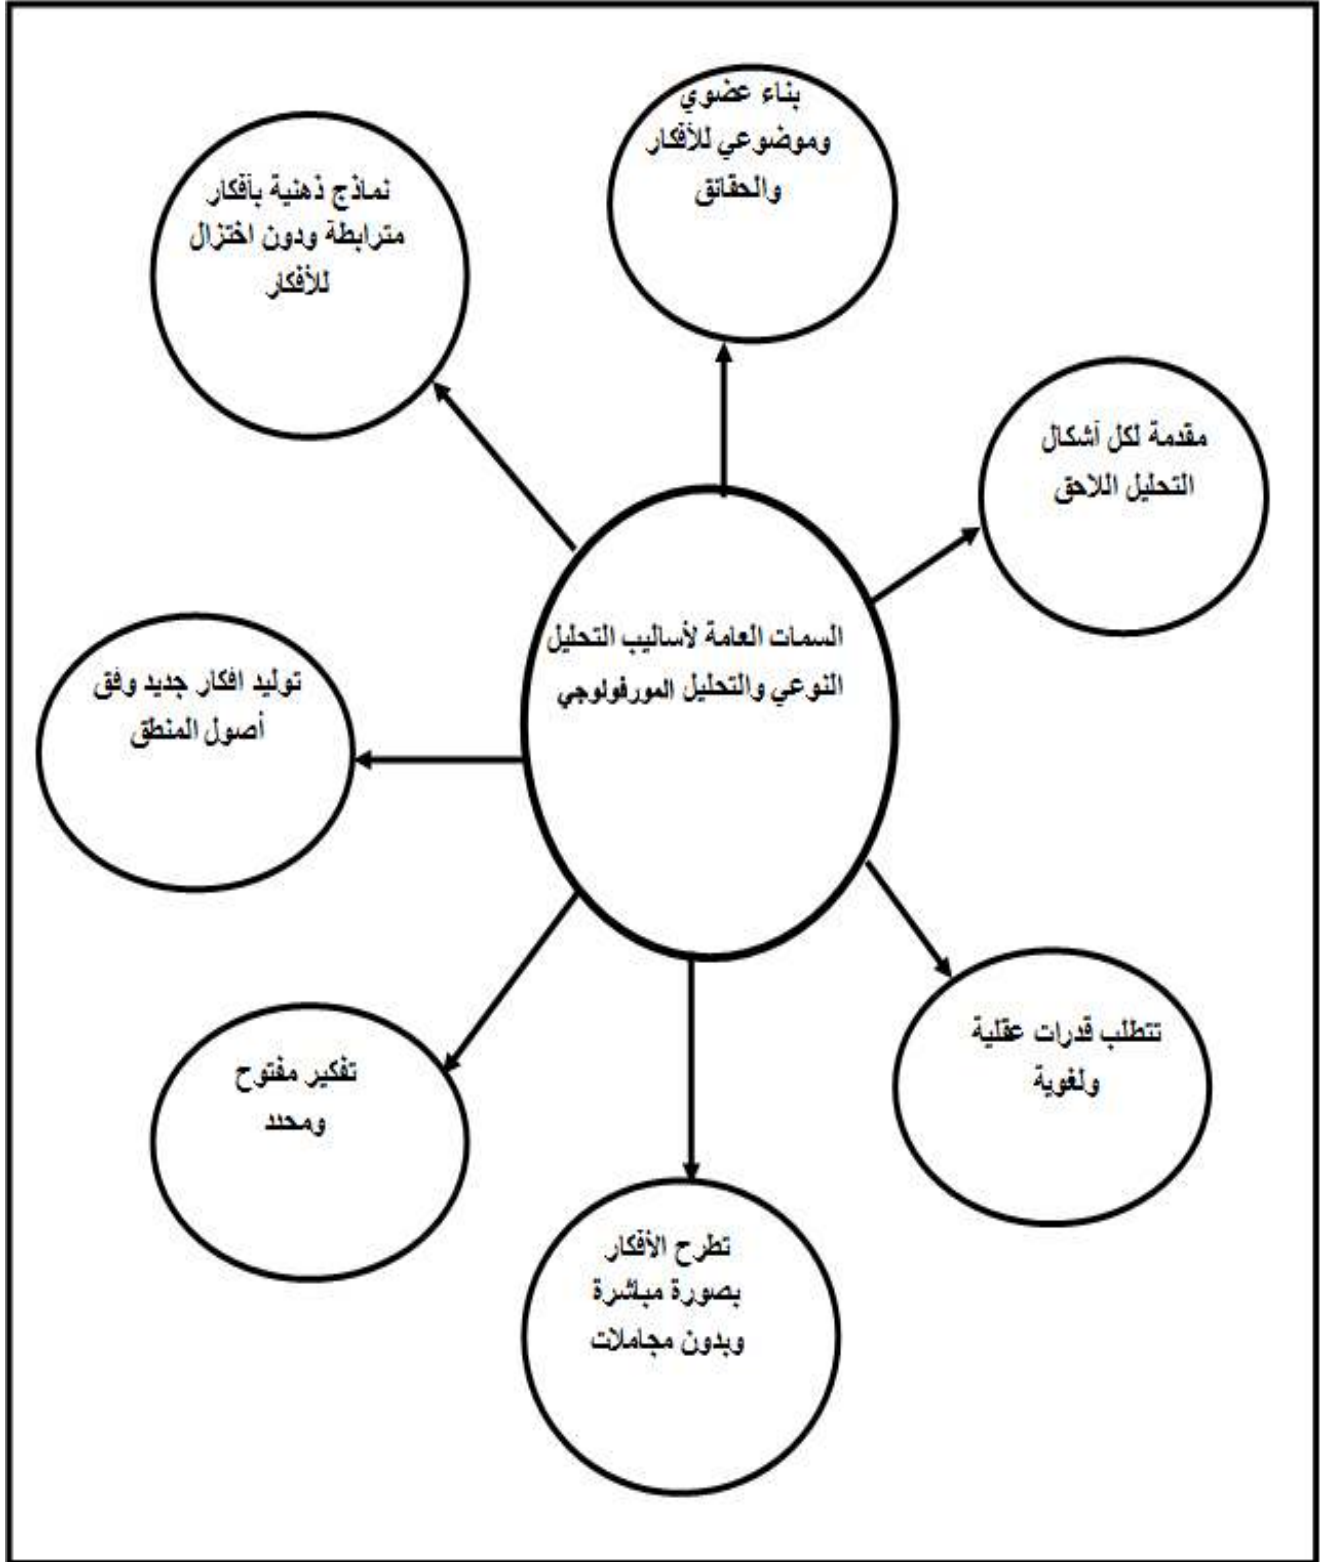 بناء عضوي
وموضوعي للأفكار
والحقائق
نماذج ذهنية بأفكار
مترابطة ودون اختزال
للأفكار
مقدمة لكل أشكال
التحليل اللاحق
السمات العامة لأساليب التحليل
النوعي والتحليل المورفولوجي
توليد افكار جديد وفق
أصول المنطق
تتطلب قدرات عقلية
ولغوية
تفكير مفتوح
ومحدد
تطرح الأفكار
بصورة مباشرة
وبدون مجاملات